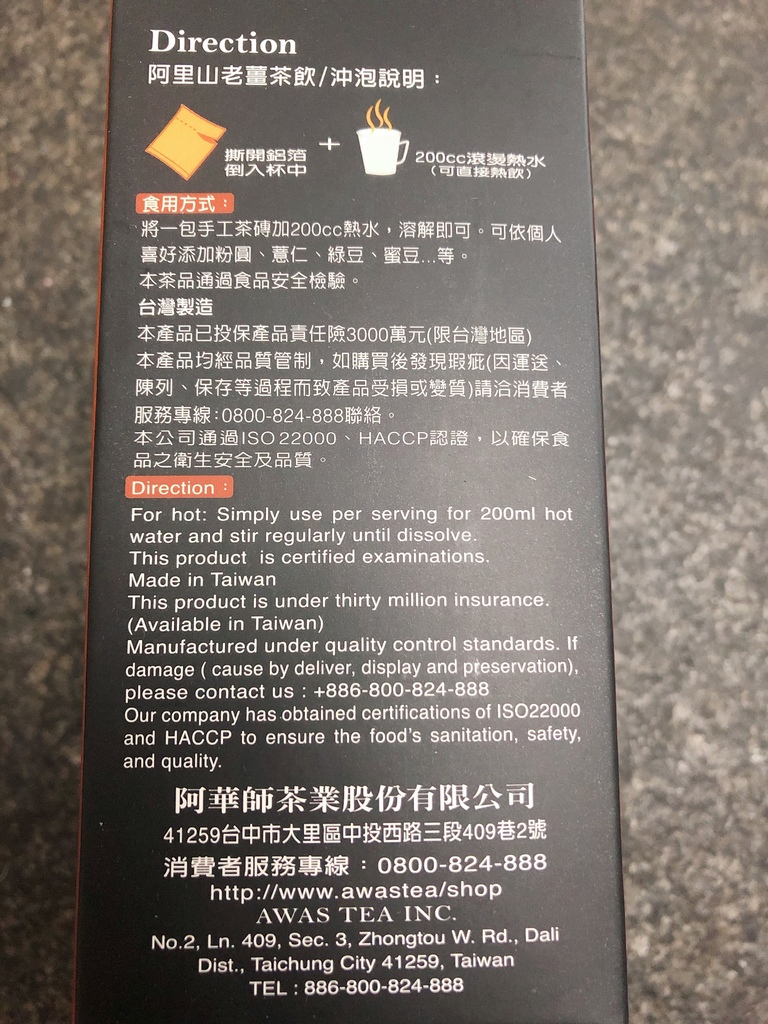 Direction
阿里山老薑茶飲/沖泡說明：
撕開鋁箔
倒入杯中
+
200cc滾燙熱水
(可直接熱飲)
食用方式：
將一包手工茶磚加200cc熱水，溶解即可。可依個人
喜好添加粉圓、薏仁、綠豆、蜜豆...等。
本茶品通過食品安全檢驗。
台灣製造
本產品已投保產品責任險3000萬元(限台灣地區)
本產品均經品質管制，如購買後發現瑕疵(因運送、
陳列、保存等過程而致產品受損或變質)請洽消費者
服務專線:0800-824-888聯絡。
本公司通過ISO22000、HACCP認證，以確保食
品之衛生安全及品質。
Direction：
For hot: Simply use per serving for 200ml hot
water and stir regularly until dissolve.
This product is certified examinations.
Made in Taiwan
This product is under thirty million insurance.
(Available in Taiwan)
Manufactured under quality control standards. If
damage ( cause by deliver, display and preservation),
please contact us : +886-800-824-888
Our company has obtained certifications of ISO22000
and HACCP to ensure the food's sanitation, safety,
and quality.
阿華師茶業股份有限公司
41259台中市大里區中投西路三段409巷2號
消費者服務專線：0800-824-888
http://www.awastea/shop
AWAS TEA INC.
No.2, Ln. 409, Sec. 3, Zhongtou W. Rd., Dali
Dist., Taichung City 41259, Taiwan
TEL : 886-800-824-888